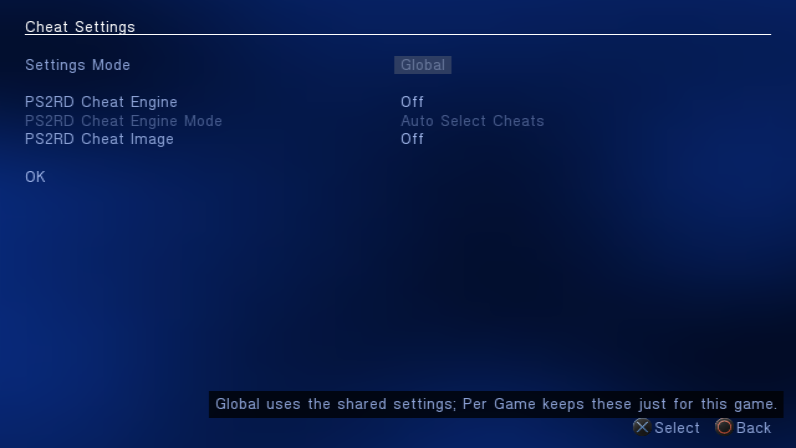 Cheat Settings
Settings Mode Global
PS2RD Cheat Engine Off
PS2RD Cheat Engine Mode Auto Select Cheats
PS2RD Cheat Image Off
OK
Global uses the shared settings; Per Game keeps these just for this game.
Select Back